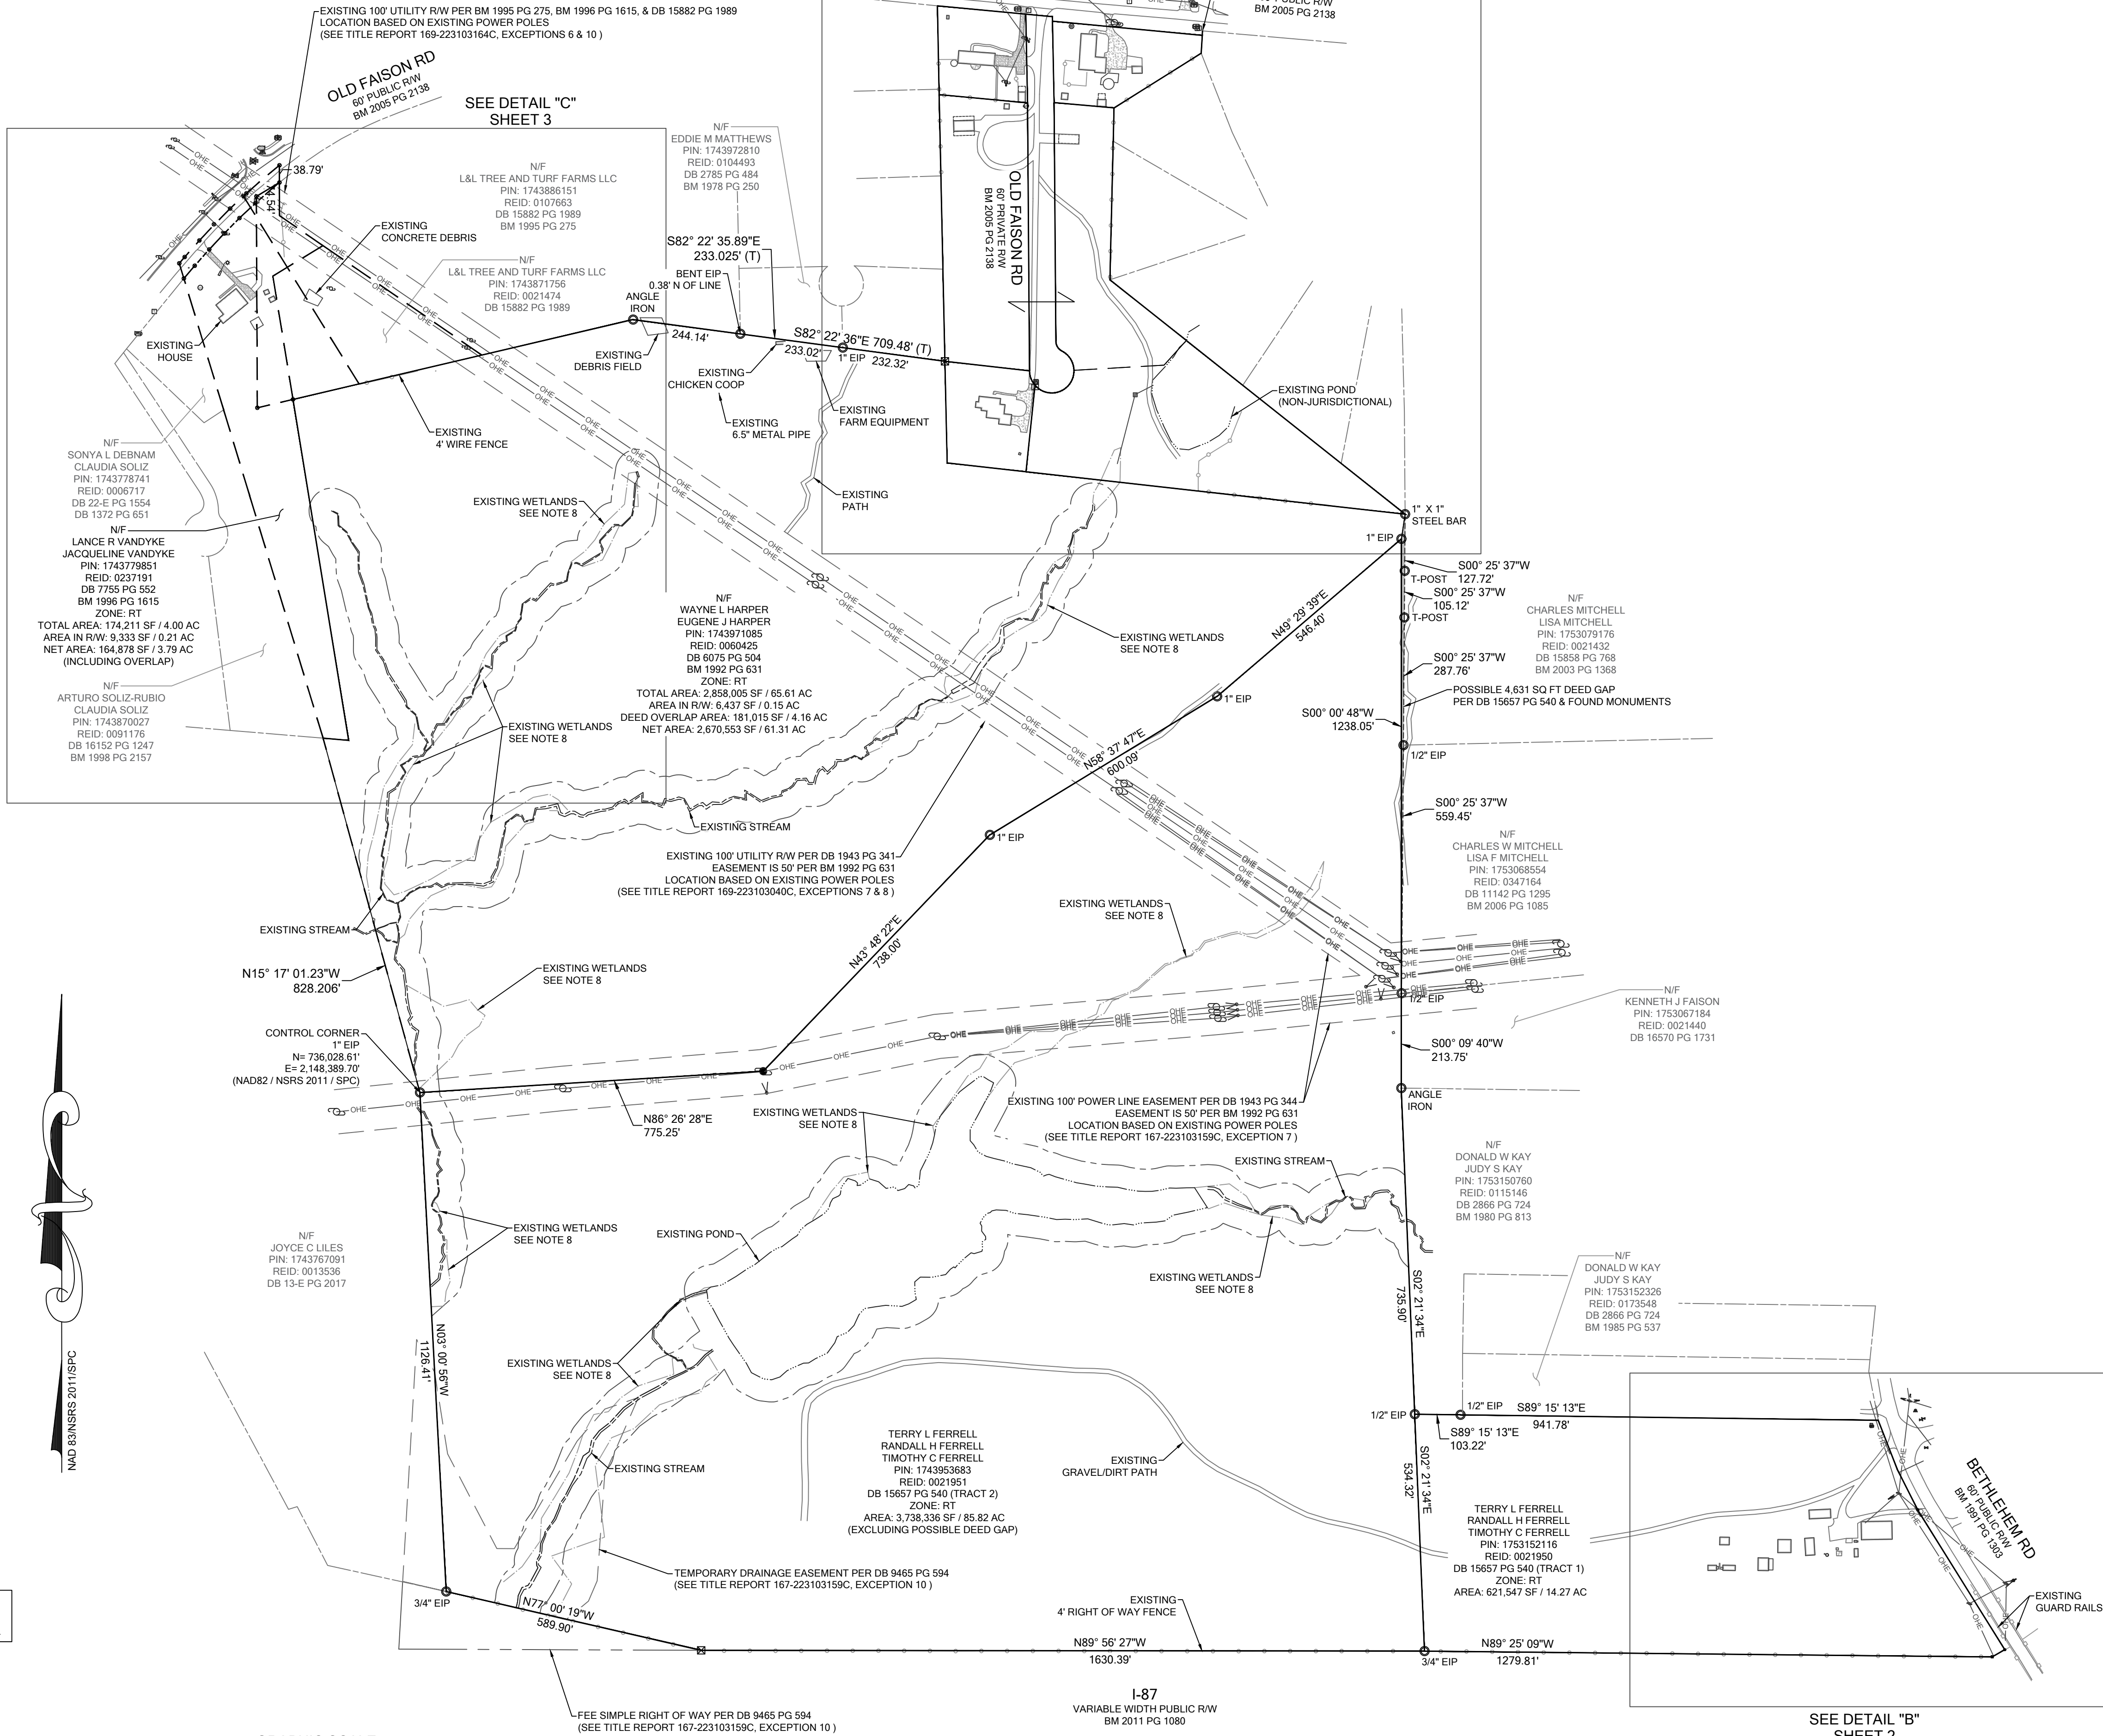 EXISTING 100' UTILITY R/W PER BM 1995 PG 275, BM 1996 PG 1615, & DB 15882 PG 1989
LOCATION BASED ON EXISTING POWER POLES
(SEE TITLE REPORT 169-223103164C, EXCEPTIONS 6 & 10 )
OLD FAISON RD
60' PUBLIC R/W
BM 2005 PG 2138
SEE DETAIL "C"
SHEET 3
BM 2005 PG 2138
38.79'
N/F
L&L TREE AND TURF FARMS LLC
PIN: 1743886151
REID: 0107663
DB 15882 PG 1989
BM 1995 PG 275
N/F
EDDIE M MATTHEWS
PIN: 1743972810
REID: 0104493
DB 2785 PG 484
BM 1978 PG 250
OLD FAISON RD
60' PRIVATE R/W
BM 2005 PG 2138
EXISTING
CONCRETE DEBRIS
N/F
L&L TREE AND TURF FARMS LLC
PIN: 1743871756
REID: 0021474
DB 15882 PG 1989
S82° 22' 35.89"E
233.025' (T)
BENT EIP
0.38' N OF LINE
ANGLE
IRON
244.14'
S82° 22' 36"E 709.48' (T)
233.02'
1" EIP
232.32'
EXISTING
HOUSE
EXISTING
DEBRIS FIELD
EXISTING
CHICKEN COOP
EXISTING
6.5" METAL PIPE
EXISTING
FARM EQUIPMENT
EXISTING
4' WIRE FENCE
EXISTING
PATH
EXISTING POND
(NON-JURISDICTIONAL)
N/F
SONYA L DEBNAM
CLAUDIA SOLIZ
PIN: 1743778741
REID: 0006717
DB 22-E PG 1554
DB 1372 PG 651
N/F
LANCE R VANDYKE
JACQUELINE VANDYKE
PIN: 1743779851
REID: 0237191
DB 7755 PG 552
BM 1996 PG 1615
ZONE: RT
TOTAL AREA: 174,211 SF / 4.00 AC
AREA IN R/W: 9,333 SF / 0.21 AC
NET AREA: 164,878 SF / 3.79 AC
(INCLUDING OVERLAP)
N/F
ARTURO SOLIZ-RUBIO
CLAUDIA SOLIZ
PIN: 1743870027
REID: 0091176
DB 16152 PG 1247
BM 1998 PG 2157
EXISTING WETLANDS
SEE NOTE 8
N/F
WAYNE L HARPER
EUGENE J HARPER
PIN: 1743971085
REID: 0060425
DB 6075 PG 504
BM 1992 PG 631
ZONE: RT
TOTAL AREA: 2,858,005 SF / 65.61 AC
AREA IN R/W: 6,437 SF / 0.15 AC
DEED OVERLAP AREA: 181,015 SF / 4.16 AC
NET AREA: 2,670,553 SF / 61.31 AC
EXISTING WETLANDS
SEE NOTE 8
EXISTING WETLANDS
SEE NOTE 8
1" X 1"
STEEL BAR
1" EIP
S00° 25' 37"W
127.72'
T-POST
S00° 25' 37"W
105.12'
T-POST
N/F
CHARLES MITCHELL
LISA MITCHELL
PIN: 1753079176
REID: 0021432
DB 15858 PG 768
BM 2003 PG 1368
N49° 29' 39"E
546.40'
S00° 25' 37"W
287.76'
POSSIBLE 4,631 SQ FT DEED GAP
PER DB 15657 PG 540 & FOUND MONUMENTS
1" EIP
S00° 00' 48"W
1238.05'
1/2" EIP
N58° 37' 47"E
600.09'
S00° 25' 37"W
559.45'
EXISTING STREAM
1" EIP
N/F
CHARLES W MITCHELL
LISA F MITCHELL
PIN: 1753068554
REID: 0347164
DB 11142 PG 1295
BM 2006 PG 1085
EXISTING 100' UTILITY R/W PER DB 1943 PG 341
EASEMENT IS 50' PER BM 1992 PG 631
LOCATION BASED ON EXISTING POWER POLES
(SEE TITLE REPORT 169-223103040C, EXCEPTIONS 7 & 8 )
EXISTING WETLANDS
SEE NOTE 8
EXISTING STREAM
N43° 48' 22"E
738.00'
N15° 17' 01.23"W
828.206'
EXISTING WETLANDS
SEE NOTE 8
1/2" EIP
N/F
KENNETH J FAISON
PIN: 1753067184
REID: 0021440
DB 16570 PG 1731
CONTROL CORNER
1" EIP
N= 736,028.61'
E= 2,148,389.70'
(NAD82 / NSRS 2011 / SPC)
S00° 09' 40"W
213.75'
ANGLE
IRON
N86° 26' 28"E
775.25'
EXISTING WETLANDS
SEE NOTE 8
EXISTING 100' POWER LINE EASEMENT PER DB 1943 PG 344
EASEMENT IS 50' PER BM 1992 PG 631
LOCATION BASED ON EXISTING POWER POLES
(SEE TITLE REPORT 167-223103159C, EXCEPTION 7 )
EXISTING STREAM
N/F
DONALD W KAY
JUDY S KAY
PIN: 1753150760
REID: 0115146
DB 2866 PG 724
BM 1980 PG 813
N/F
JOYCE C LILES
PIN: 1743767091
REID: 0013536
DB 13-E PG 2017
EXISTING WETLANDS
SEE NOTE 8
EXISTING POND
EXISTING WETLANDS
SEE NOTE 8
N/F
DONALD W KAY
JUDY S KAY
PIN: 1753152326
REID: 0173548
DB 2866 PG 724
BM 1985 PG 537
S02° 21' 34"E
735.90'
NAD 83/NSRS 2011/SPC
N03° 00' 56"W
1126.41'
EXISTING WETLANDS
SEE NOTE 8
1/2" EIP
1/2" EIP
S89° 15' 13"E
941.78'
S89° 15' 13"E
103.22'
TERRY L FERRELL
RANDALL H FERRELL
TIMOTHY C FERRELL
PIN: 1743953683
REID: 0021951
DB 15657 PG 540 (TRACT 2)
ZONE: RT
AREA: 3,738,336 SF / 85.82 AC
(EXCLUDING POSSIBLE DEED GAP)
EXISTING
GRAVEL/DIRT PATH
EXISTING STREAM
S02° 21' 34"E
534.32'
TERRY L FERRELL
RANDALL H FERRELL
TIMOTHY C FERRELL
PIN: 1753152116
REID: 0021950
DB 15657 PG 540 (TRACT 1)
ZONE: RT
AREA: 621,547 SF / 14.27 AC
BETHLEHEM RD
60' PUBLIC R/W
BM 1991 PG 1303
EXISTING
GUARD RAILS
TEMPORARY DRAINAGE EASEMENT PER DB 9465 PG 594
(SEE TITLE REPORT 167-223103159C, EXCEPTION 10 )
3/4" EIP
N77° 00' 19"W
589.90'
EXISTING
4' RIGHT OF WAY FENCE
N89° 56' 27"W
1630.39'
3/4" EIP
N89° 25' 09"W
1279.81'
I-87
VARIABLE WIDTH PUBLIC R/W
BM 2011 PG 1080
FEE SIMPLE RIGHT OF WAY PER DB 9465 PG 594
(SEE TITLE REPORT 167-223103159C, EXCEPTION 10 )
SEE DETAIL "B"
SHEET 2